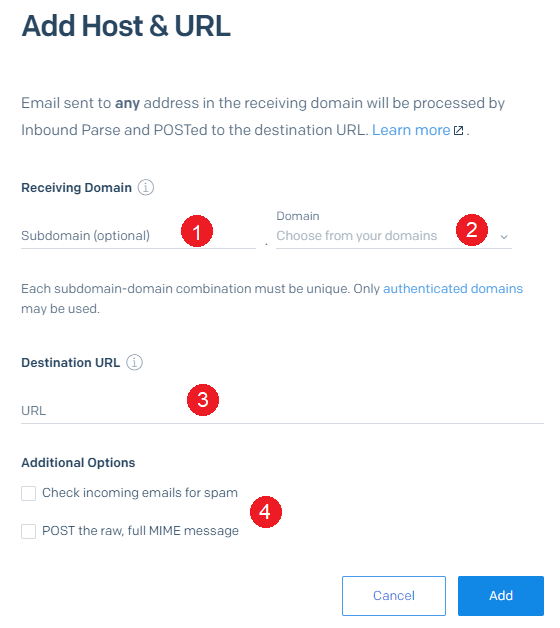 Add Host & URL
Email sent to any address in the receiving domain will be processed by
Inbound Parse and POSTed to the destination URL. Learn more.
Receiving Domain
Domain
Subdomain (optional) 1 . Choose from your domains 2
Each subdomain-domain combination must be unique. Only authenticated domains
may be used.
Destination URL
URL 3
Additional Options
Check incoming emails for spam
4
POST the raw, full MIME message
Cancel Add